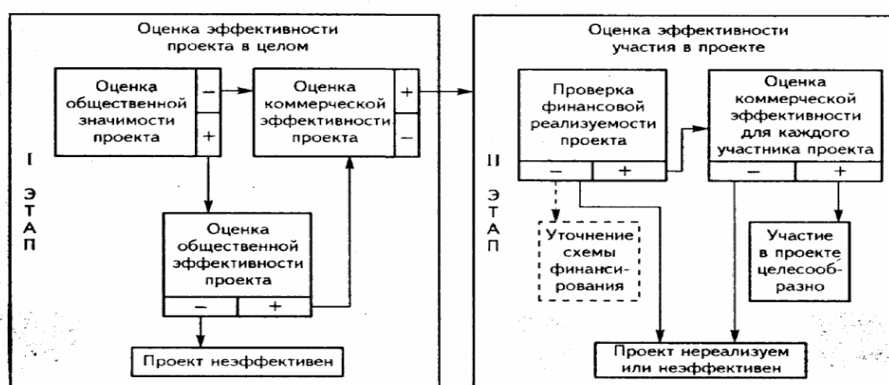 Оценка эффективности
проекта в целом
Оценка
общественной
значимости
проекта
–
+
Оценка
коммерческой
эффективности
проекта
+
–
I
ЭТАП
Оценка
общественной
эффективности
проекта
–
+
Проект неэффективен
Оценка эффективности
участия в проекте
Проверка
финансовой
реализуемости
проекта
–
+
Оценка
коммерческой
эффективности
для каждого
участника проекта
–
+
II
ЭТАП
Уточнение
схемы
финанси-
рования
Участие
в проекте
целесооб-
разно
Проект нереализуем
или неэффективен